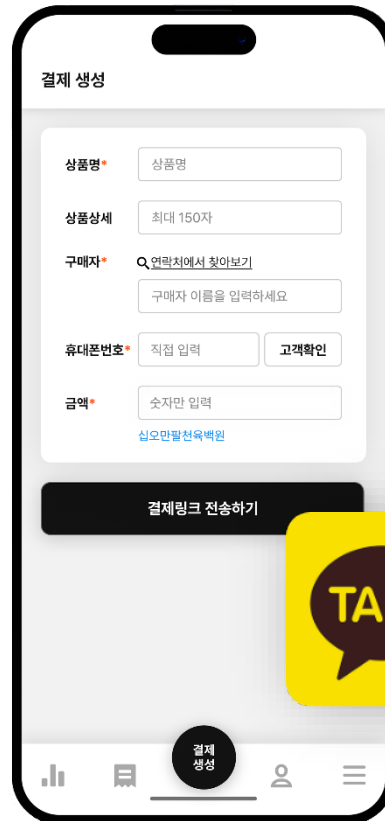 결제 생성
상품명*
상품명
상품상세
최대 150자
구매자*
연락처에서 찾아보기
구매자 이름을 입력하세요
휴대폰번호*
직접 입력
고객확인
금액*
숫자만 입력
십오만팔천육백원
결제링크 전송하기
TA
결제
생성